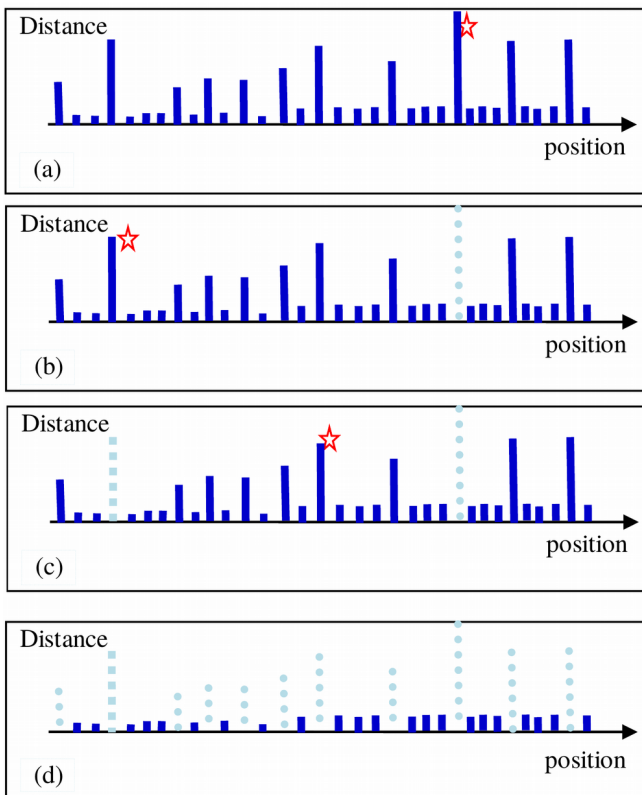 Distance
position
(a)
Distance
position
(b)
Distance
position
(c)
Distance
position
(d)